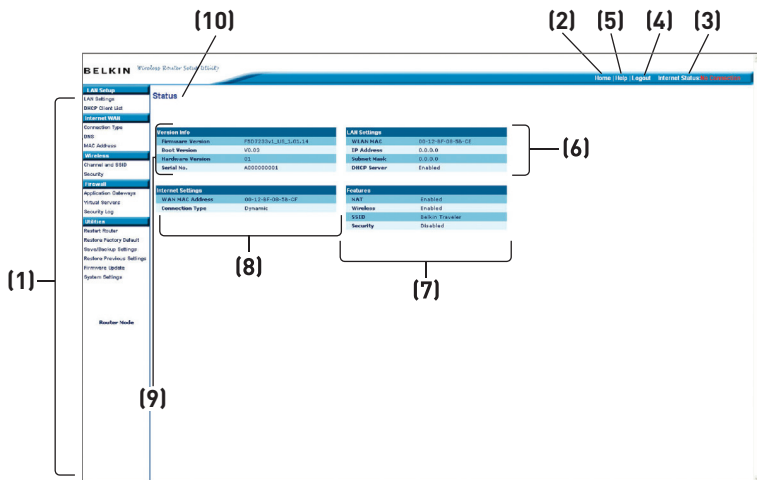 (10) (2) (5) (4) (3)
BELKIN Wireless Router Setup Utility
Home | Help | Logout Internet Status:
LAN Setup
LAN Settings
DHCP Client List
Internet WAN
Connection Type
DNS
MAC Address
Wireless
Channel and SSID
Security
Firewall
Application Gateways
Virtual Servers
Security Log
Utilities
Restart Router
Restore Factory Default
Save/Backup Settings
Restore Previous Settings
Firmware Update
System Settings
Router Mode
(1)
Status
Version Info
Firmware Version
Boot Version V0.03
Hardware Version 01
Serial No. A000000001
LAN Settings
WLAN MAC
IP Address 0.0.0.0
Subnet Mask 0.0.0.0
DHCP Server Enabled
(6)
Internet Settings
WAN MAC Address
Connection Type Dynamic
Features
NAT Enabled
Wireless Enabled
SSID Belkin Traveler
Security Disabled
(8)
(7)
(9)